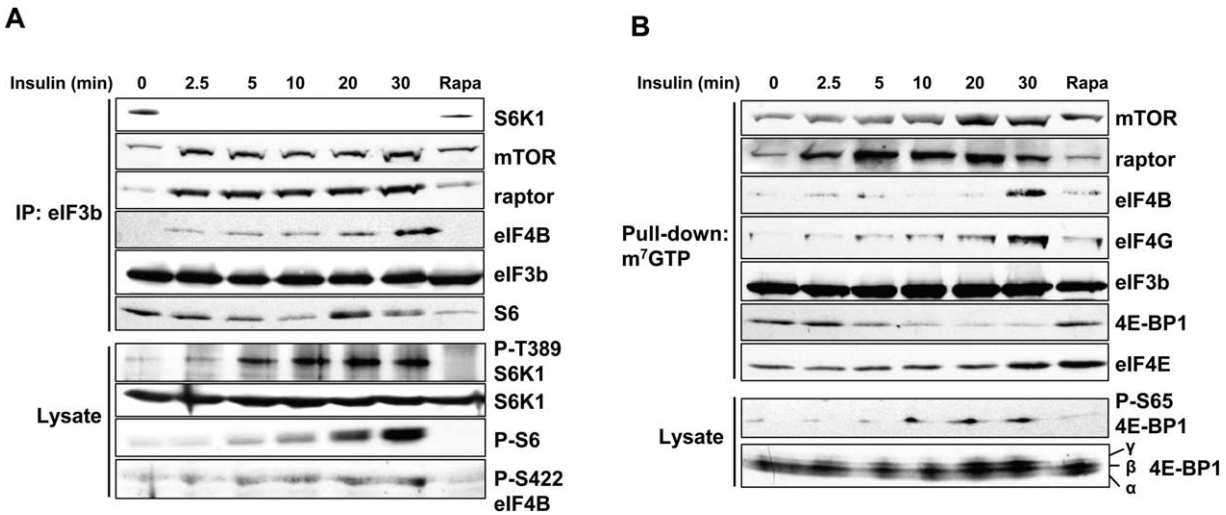 A
Insulin (min) 0 2.5 5 10 20 30 Rapa
S6K1
mTOR
raptor
IP: eIF3b
eIF4B
eIF3b
S6
P-T389
S6K1
Lysate
S6K1
P-S6
P-S422
eIF4B
B
Insulin (min) 0 2.5 5 10 20 30 Rapa
mTOR
raptor
eIF4B
Pull-down:
m⁷GTP
eIF4G
eIF3b
4E-BP1
eIF4E
P-S65
4E-BP1
Lysate
γ
β 4E-BP1
α